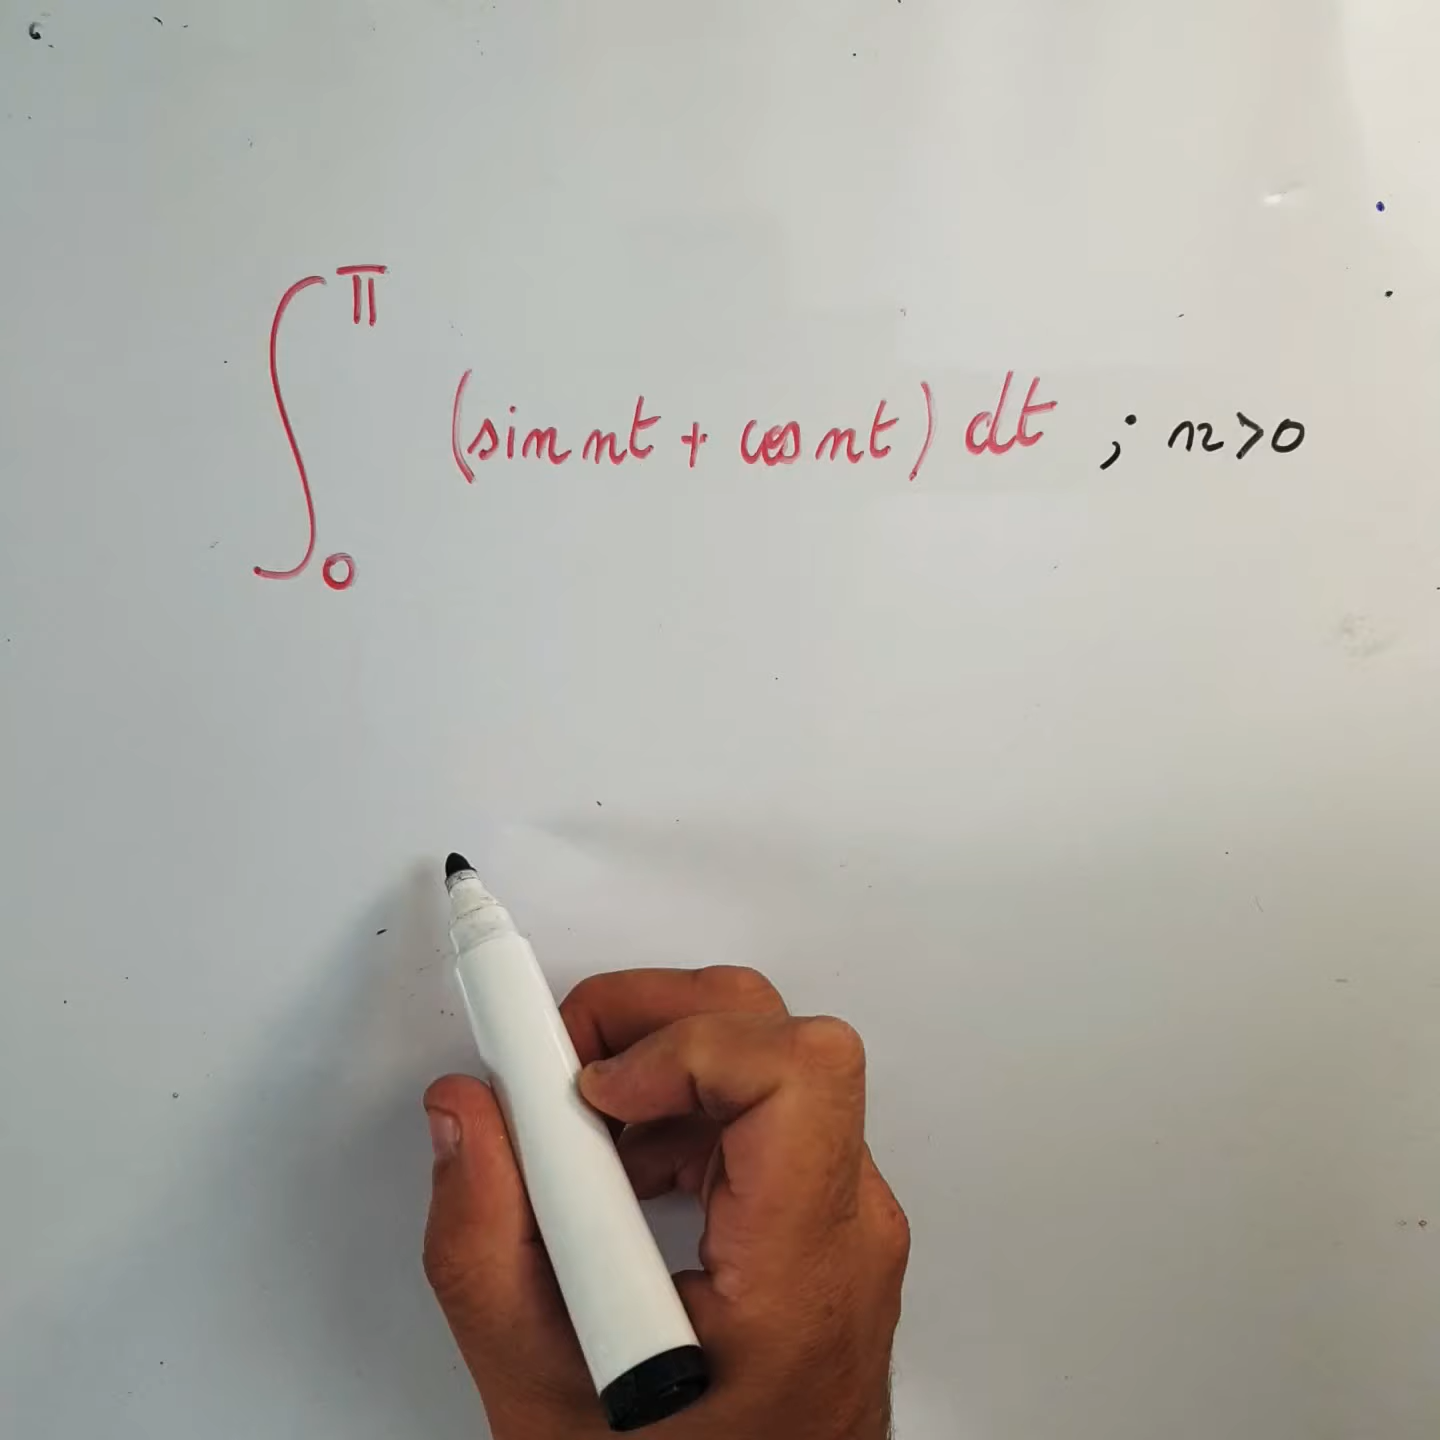 ∫₀^π (sin nt + cos nt) dt ; n>0